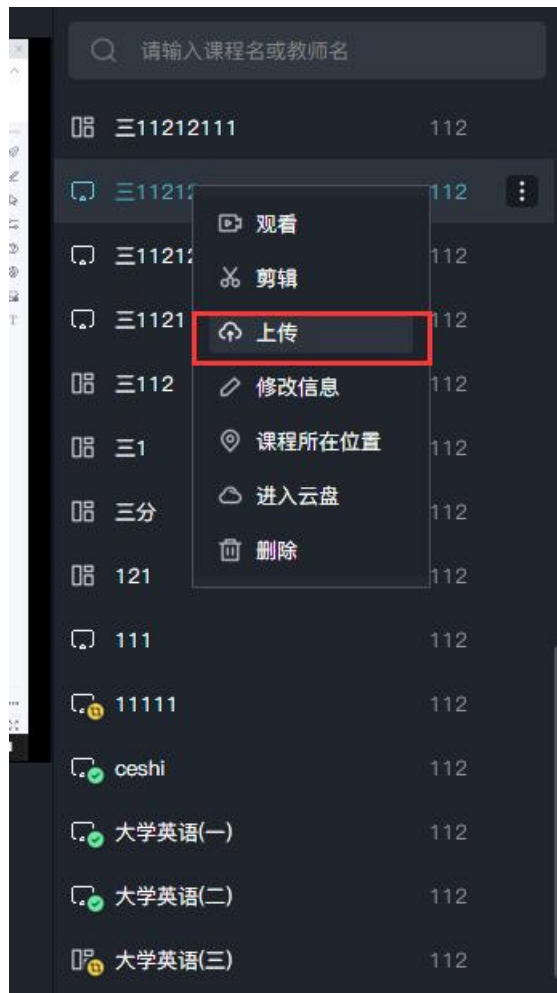 请输入课程名或教师名
三11212111 112
三11212 112
观看
三11212 112
剪辑
三1121 112
上传
三112 112
修改信息
三1 112
课程所在位置
三分 112
进入云盘
删除
121 112
111 112
11111 112
ceshi 112
大学英语(一) 112
大学英语(二) 112
大学英语(三) 112